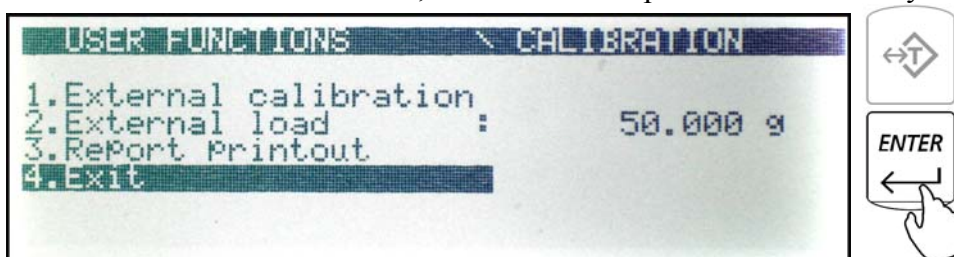 USER FUNCTIONS \ CALIBRATION
1.External calibration
2.External load : 50.000 g
3.Report Printout
4.Exit
T
ENTER